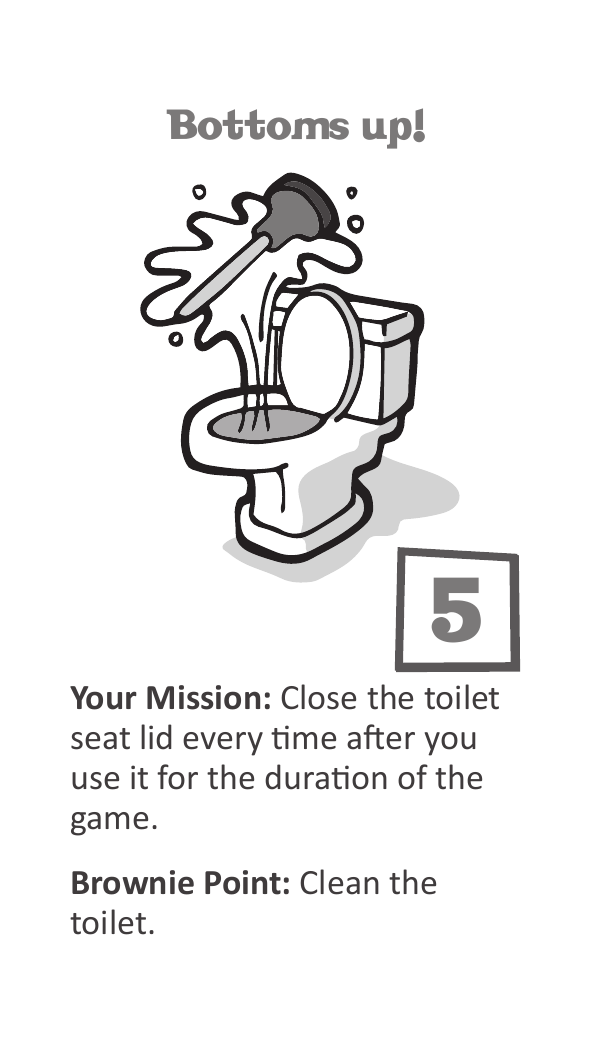 Bottoms up!
5
Your Mission: Close the toilet
seat lid every time after you
use it for the duration of the
game.
Brownie Point: Clean the
toilet.